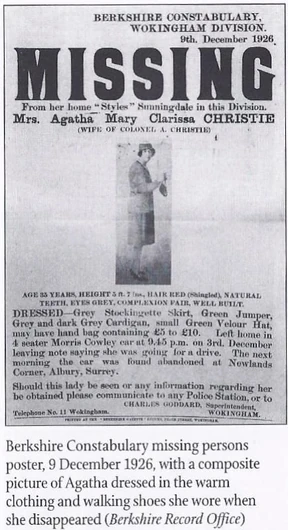 BERKSHIRE CONSTABULARY,
WOKINGHAM DIVISION.
9th. December 1926
MISSING
From her home "Styles" Sunningdale in this Division.
Mrs. Agatha Mary Clarissa CHRISTIE
(WIFE OF COLONEL A. CHRISTIE)
AGE 35 YEARS, HEIGHT 5 ft. 7 ins., HAIR RED (Shingled), NATURAL
TEETH, EYES GREY, COMPLEXION FAIR, WELL BUILT.
DRESSED—Grey Stockingette Skirt, Green Jumper,
Grey and dark Grey Cardigan, small Green Velour Hat,
may have hand bag containing £5 to £10. Left home in
4 seater Morris Cowley car at 9.45 p.m. on 3rd. December
leaving note saying she was going for a drive. The next
morning the car was found abandoned at Newlands
Corner, Albury, Surrey.
Should this lady be seen or any information regarding her
be obtained please communicate to any Police Station, or to
CHARLES GODDARD, Superintendent,
Telephone No. 11 Wokingham. WOKINGHAM.
Berkshire Constabulary missing persons
poster, 9 December 1926, with a composite
picture of Agatha dressed in the warm
clothing and walking shoes she wore when
she disappeared (Berkshire Record Office)